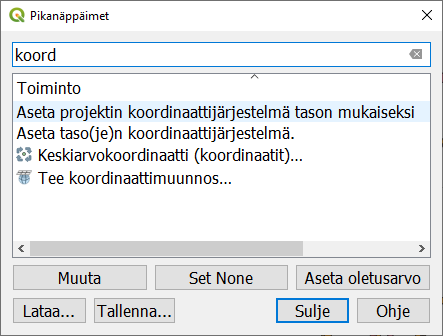 Pikanäppäimet
koord
Toiminto
Aseta projektin koordinaattijärjestelmä tason mukaiseksi
Aseta taso(je)n koordinaattijärjestelmä.
Keskiarvokoordinaatti (koordinaatit)...
Tee koordinaattimuunnos...
Muuta Set None Aseta oletusarvo
Lataa... Tallenna... Sulje Ohje